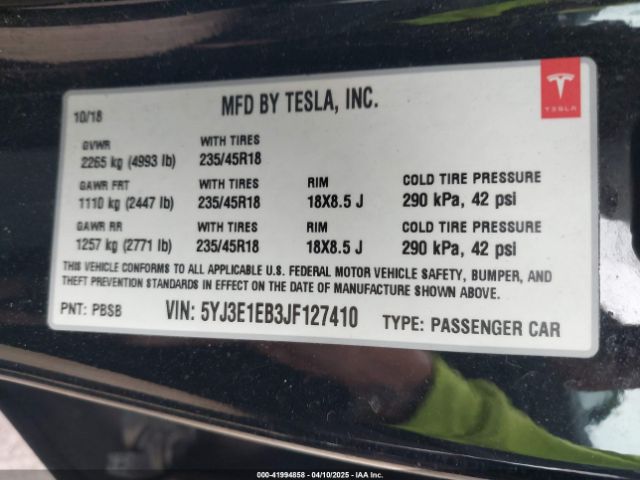 MFD BY TESLA, INC.
TESLA
10/18
GVWR WITH TIRES
2265 kg (4993 lb) 235/45R18
GAWR FRT WITH TIRES RIM COLD TIRE PRESSURE
1110 kg (2447 lb) 235/45R18 18X8.5 J 290 kPa, 42 psi
GAWR RR WITH TIRES RIM COLD TIRE PRESSURE
1257 kg (2771 lb) 235/45R18 18X8.5 J 290 kPa, 42 psi
THIS VEHICLE CONFORMS TO ALL APPLICABLE U.S. FEDERAL MOTOR VEHICLE SAFETY, BUMPER, AND
THEFT PREVENTION STANDARDS IN EFFECT ON THE DATE OF MANUFACTURE SHOWN ABOVE.
PNT: PBSB VIN: 5YJ3E1EB3JF127410 TYPE: PASSENGER CAR
000-41994858 - 04/10/2025 - IAA Inc.